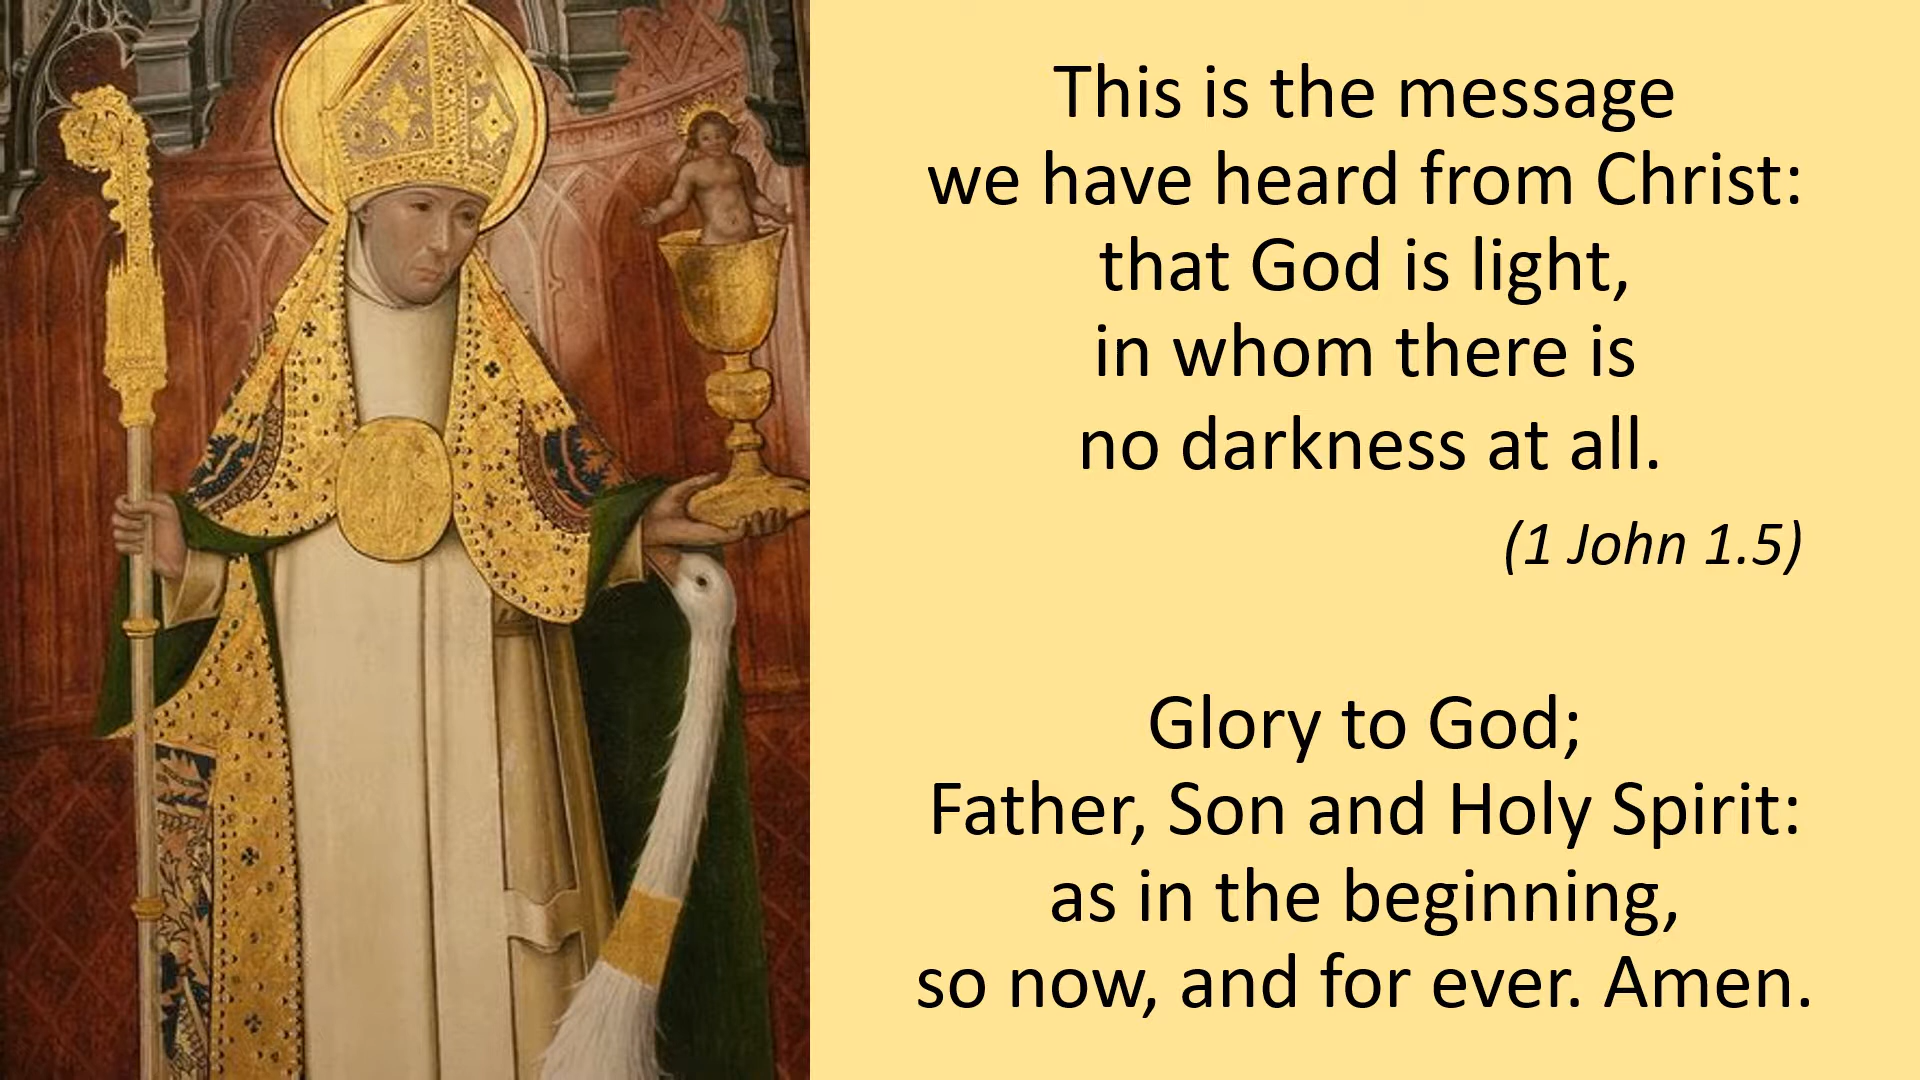 This is the message
we have heard from Christ:
that God is light,
in whom there is
no darkness at all.
(1 John 1.5)
Glory to God;
Father, Son and Holy Spirit:
as in the beginning,
so now, and for ever. Amen.